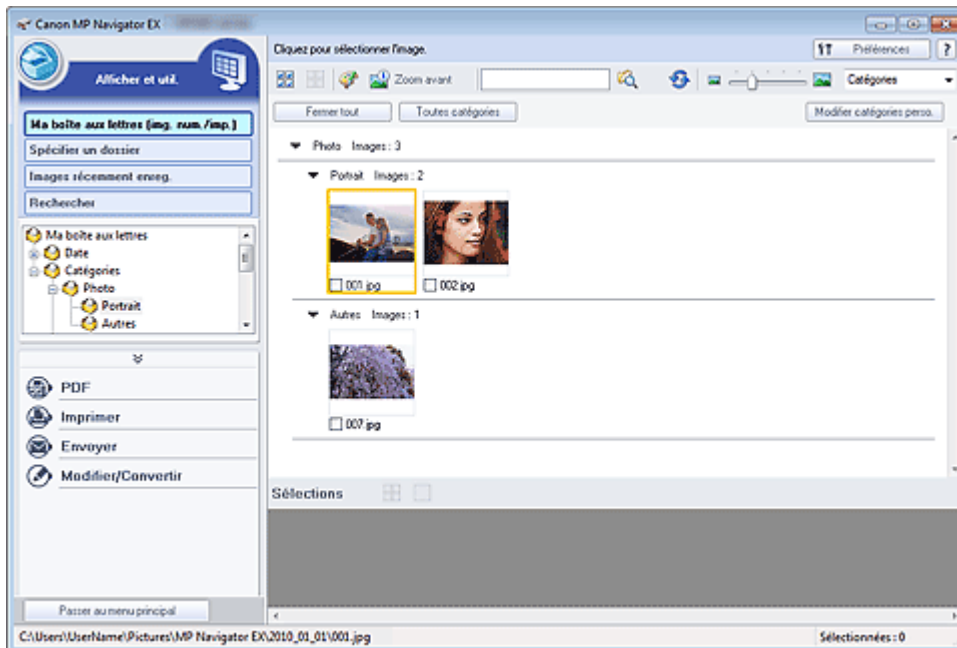 Canon MP Navigator EX
Afficher et util.
Ma boîte aux lettres (img. num./imp.)
Spécifier un dossier
Images récemment enreg.
Rechercher
Ma boîte aux lettres
Date
Catégories
Photo
Portrait
Autres
PDF
Imprimer
Envoyer
Modifier/Convertir
Passer au menu principal
Cliquez pour sélectionner l'image.
Préférences
?
Zoom avant
Catégories
Fermer tout
Toutes catégories
Modifier catégories perso.
Photo Images : 3
Portrait Images : 2
001.jpg
002.jpg
Autres Images : 1
007.jpg
Sélections
C:\Users\UserName\Pictures\MP Navigator EX\2010_01_01\001.jpg
Sélectionnées : 0